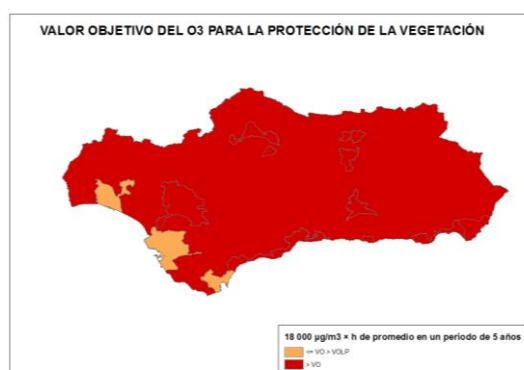 VALOR OBJETIVO DEL O3 PARA LA PROTECCIÓN DE LA VEGETACIÓN
18 000 µg/m3 × h de promedio en un período de 5 años
<= VO > VOLP
> VO